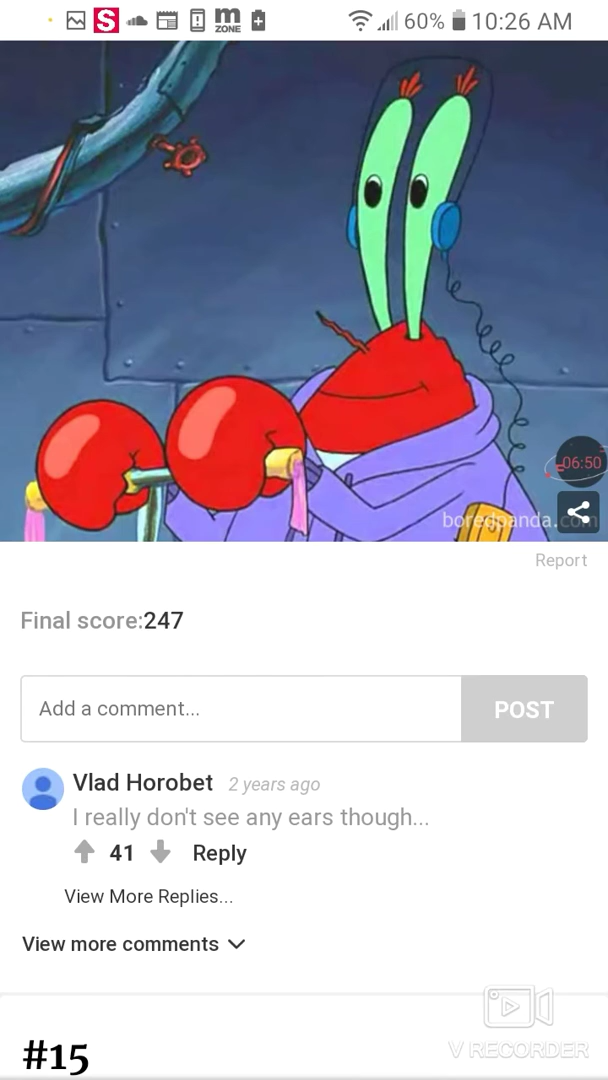 S m ZONE 60% 10:26 AM
06:50
boredpanda.com
Report
Final score:247
Add a comment...
POST
Vlad Horobet 2 years ago
I really don't see any ears though...
41 Reply
View More Replies...
View more comments
#15
V RECORDER